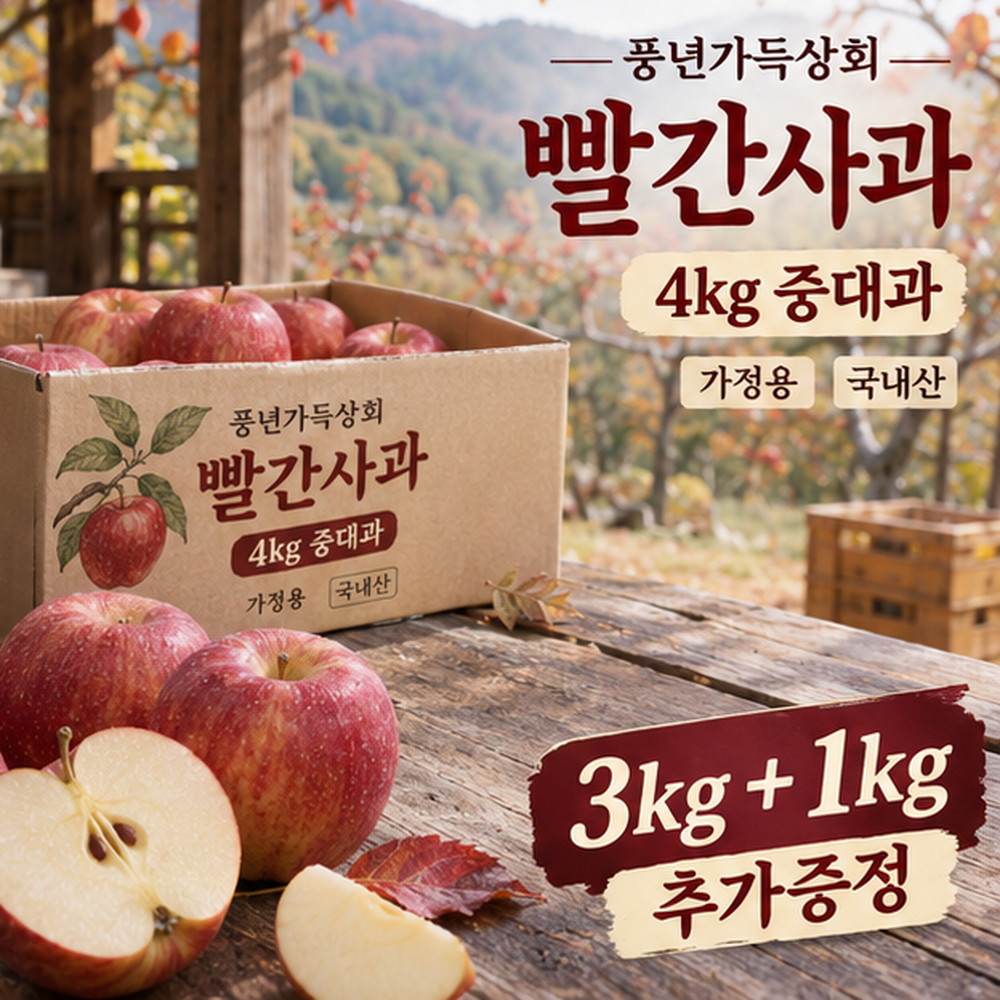 풍년가득상회
빨간사과
4kg 중대과
가정용 국내산
풍년가득상회
빨간사과
4kg 중대과
가정용 국내산
3kg + 1kg
추가증정